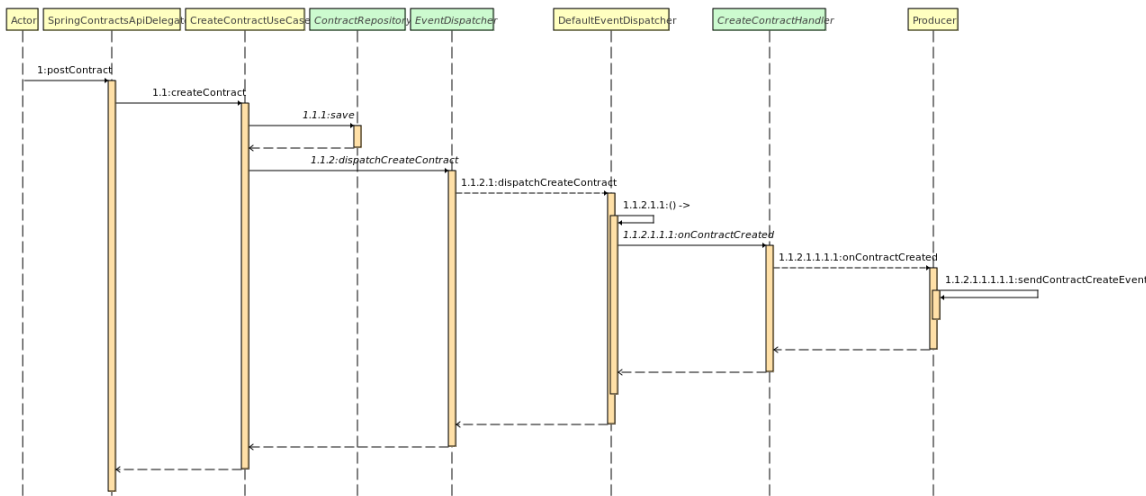 Actor
SpringContractsApiDelegat
CreateContractUseCase
ContractRepository
EventDispatcher
DefaultEventDispatcher
CreateContractHandler
Producer
1:postContract
1.1:createContract
1.1.1:save
1.1.2:dispatchCreateContract
1.1.2.1:dispatchCreateContract
1.1.2.1.1:() ->
1.1.2.1.1.1:onContractCreated
1.1.2.1.1.1.1:onContractCreated
1.1.2.1.1.1.1.1:sendContractCreateEvent